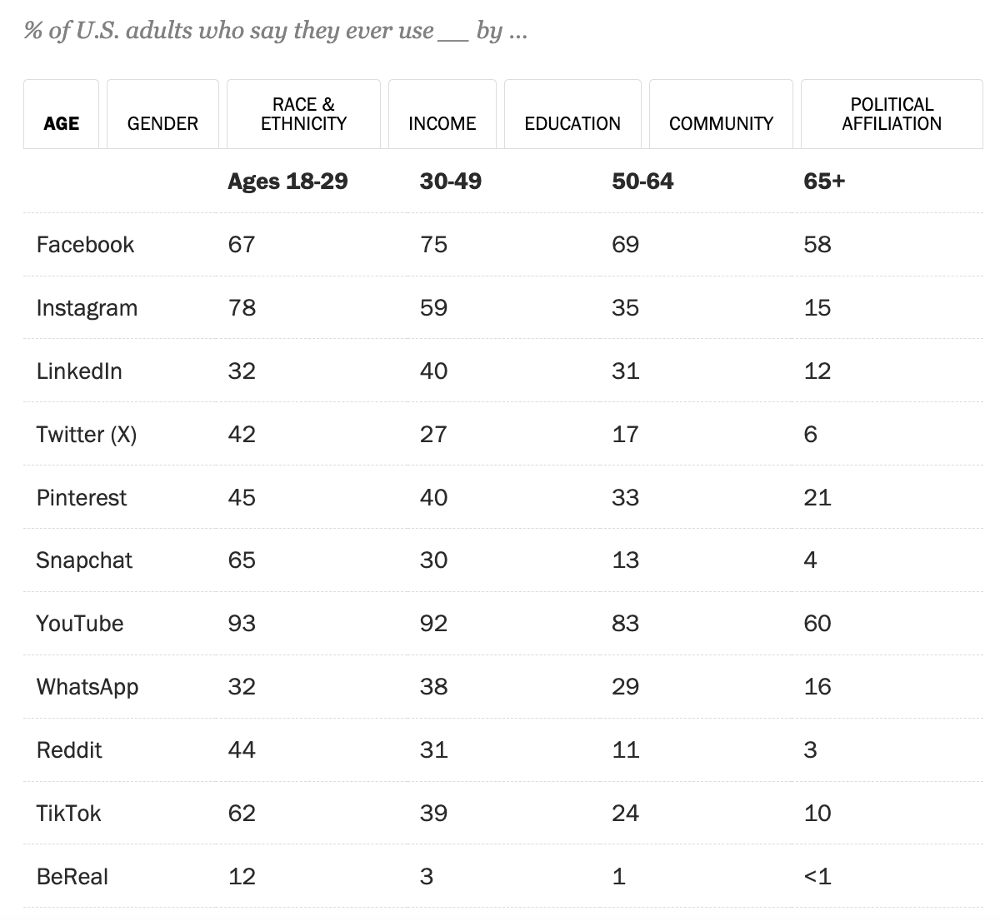 % of U.S. adults who say they ever use __ by ...
AGE GENDER RACE & ETHNICITY INCOME EDUCATION COMMUNITY POLITICAL AFFILIATION
Ages 18-29 30-49 50-64 65+
Facebook 67 75 69 58
Instagram 78 59 35 15
LinkedIn 32 40 31 12
Twitter (X) 42 27 17 6
Pinterest 45 40 33 21
Snapchat 65 30 13 4
YouTube 93 92 83 60
WhatsApp 32 38 29 16
Reddit 44 31 11 3
TikTok 62 39 24 10
BeReal 12 3 1 <1